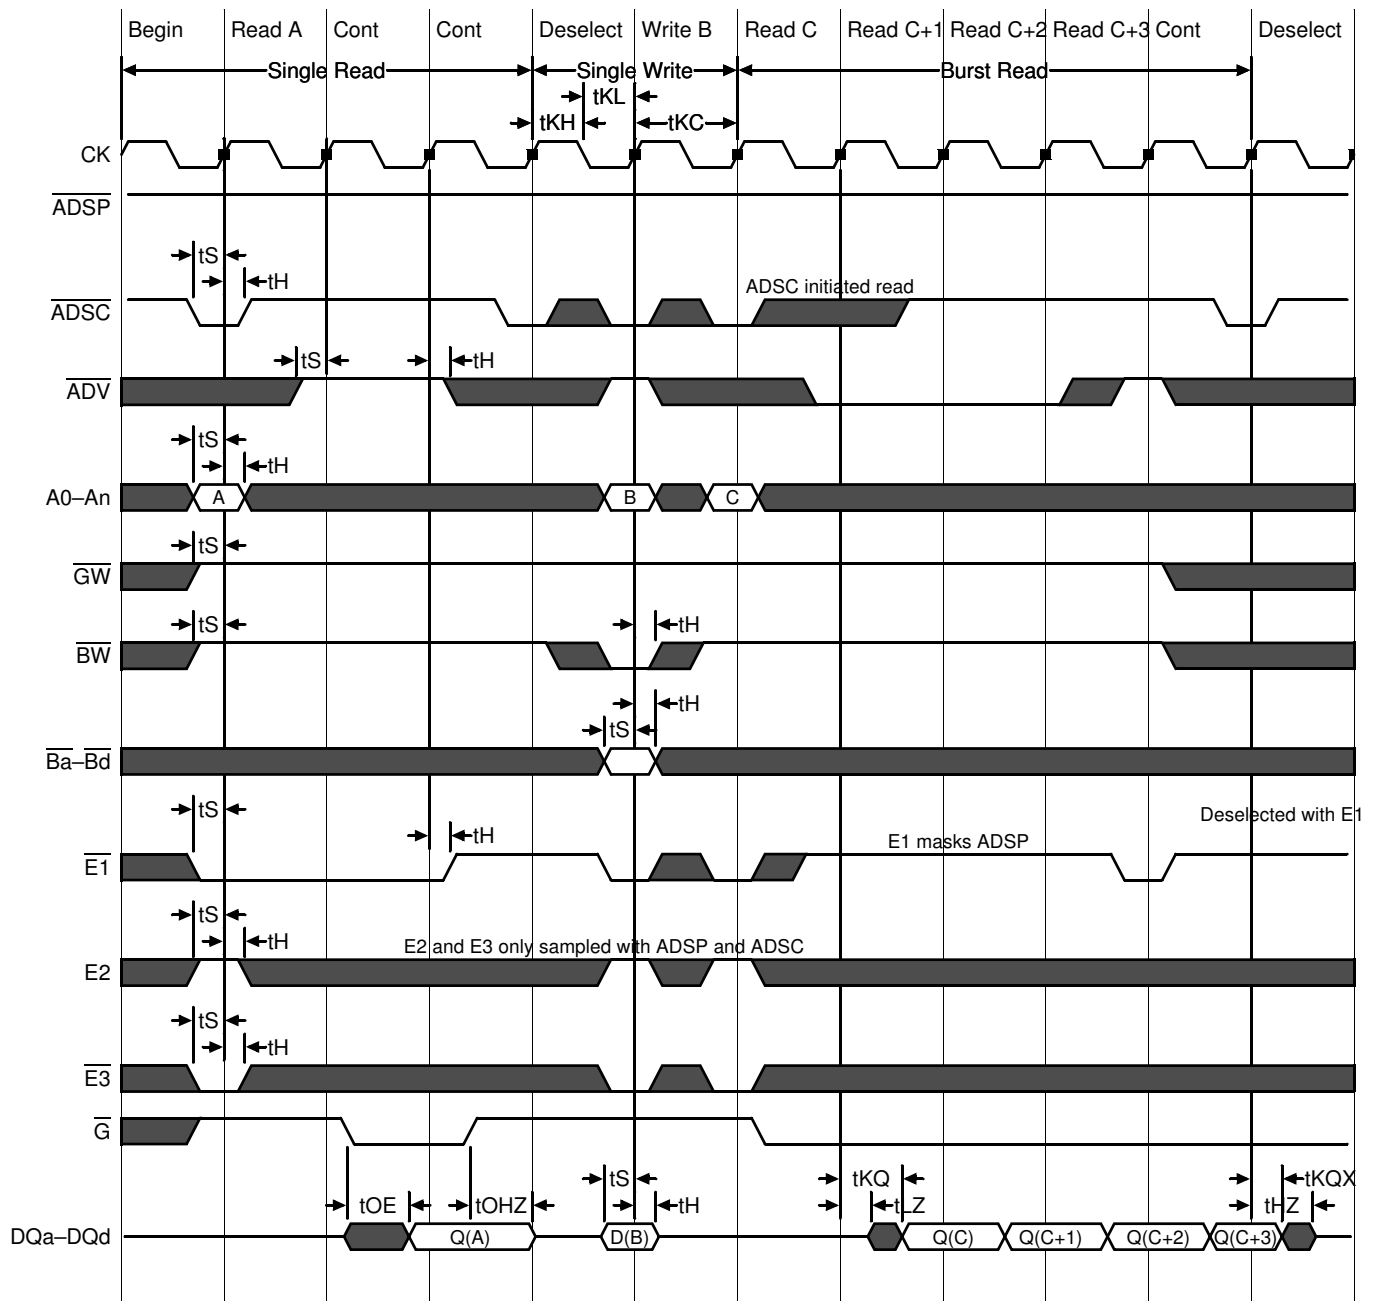 Begin Read A Cont Cont Deselect Write B Read C Read C+1 Read C+2 Read C+3 Cont Deselect
Single Read Single Write Burst Read
tKL
tKH tKC
CK
ADSP
tS
tH
ADSC initiated read
ADSC
tS tH
ADV
tS
tH
A0–An A B C
tS
GW
tS tH
BW
tH
tS
Ba–Bd
tS
Deselected with E1
tH
E1 masks ADSP
E1
tS
tH
E2 and E3 only sampled with ADSP and ADSC
E2
tS
tH
E3
G
tS tKQ tKQX
tOE tOHZ tH tLZ tHZ
DQa–DQd Q(A) D(B) Q(C) Q(C+1) Q(C+2) Q(C+3)